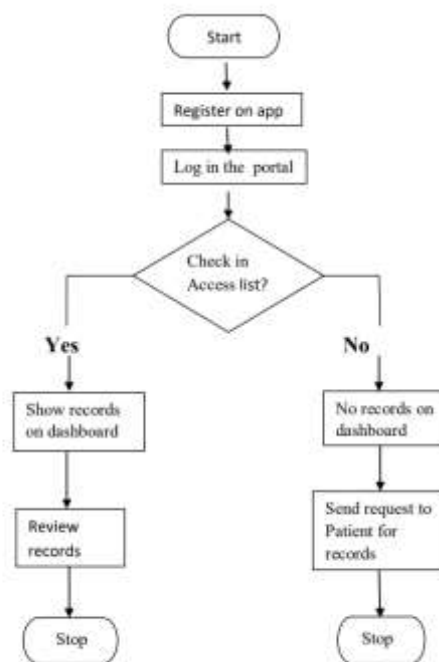 Start
Register on app
Log in the portal
Check in
Access list?
Yes
No
Show records
on dashboard
No records on
dashboard
Review
records
Send request to
Patient for
records
Stop
Stop